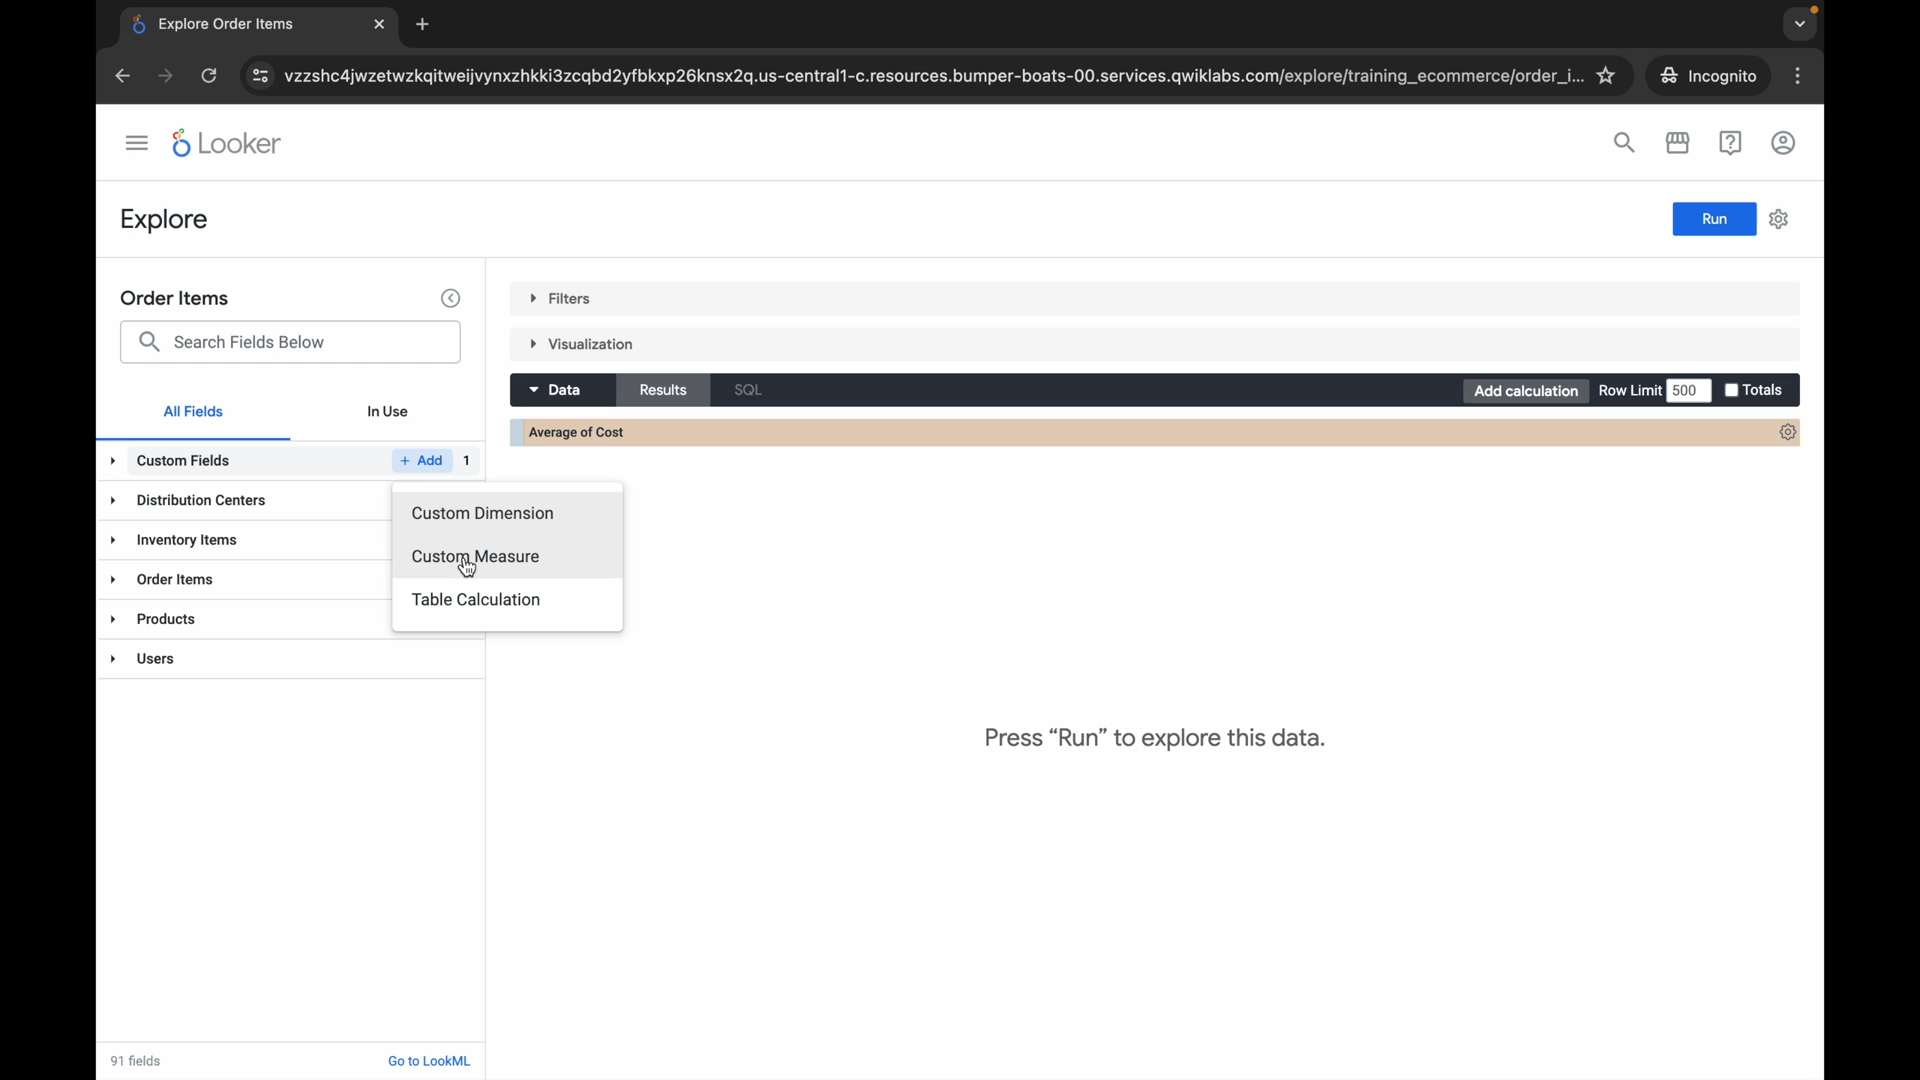 Explore Order Items
vzzshc4jwzetwzkqitweijvynxzhkki3zcqbd2yfbkxp26knsx2q.us-central1-c.resources.bumper-boats-00.services.qwiklabs.com/explore/training_ecommerce/order_i...
Incognito
Looker
Explore
Run
Order Items
Search Fields Below
All Fields
In Use
Custom Fields
+ Add
1
Distribution Centers
Inventory Items
Order Items
Products
Users
Custom Dimension
Custom Measure
Table Calculation
Filters
Visualization
Data
Results
SQL
Add calculation
Row Limit 500
Totals
Average of Cost
Press “Run” to explore this data.
91 fields
Go to LookML